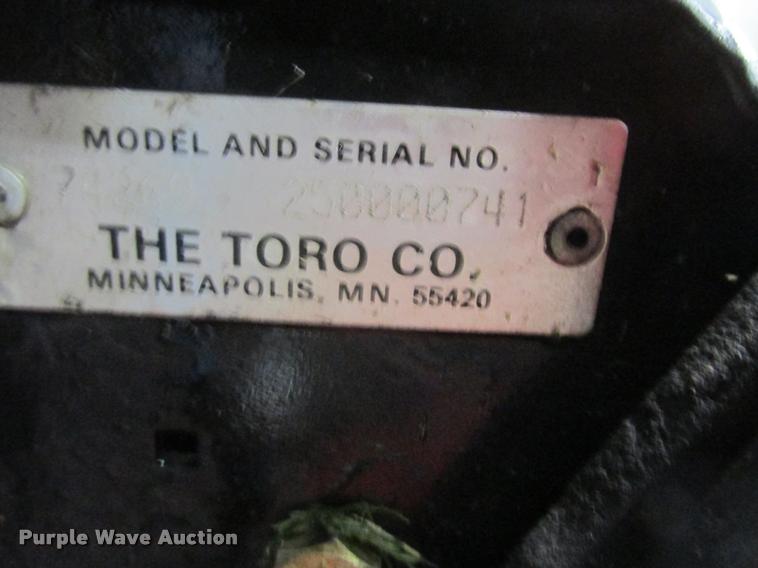 MODEL AND SERIAL NO.
250000741
THE TORO CO.
MINNEAPOLIS, MN. 55420
Purple Wave Auction